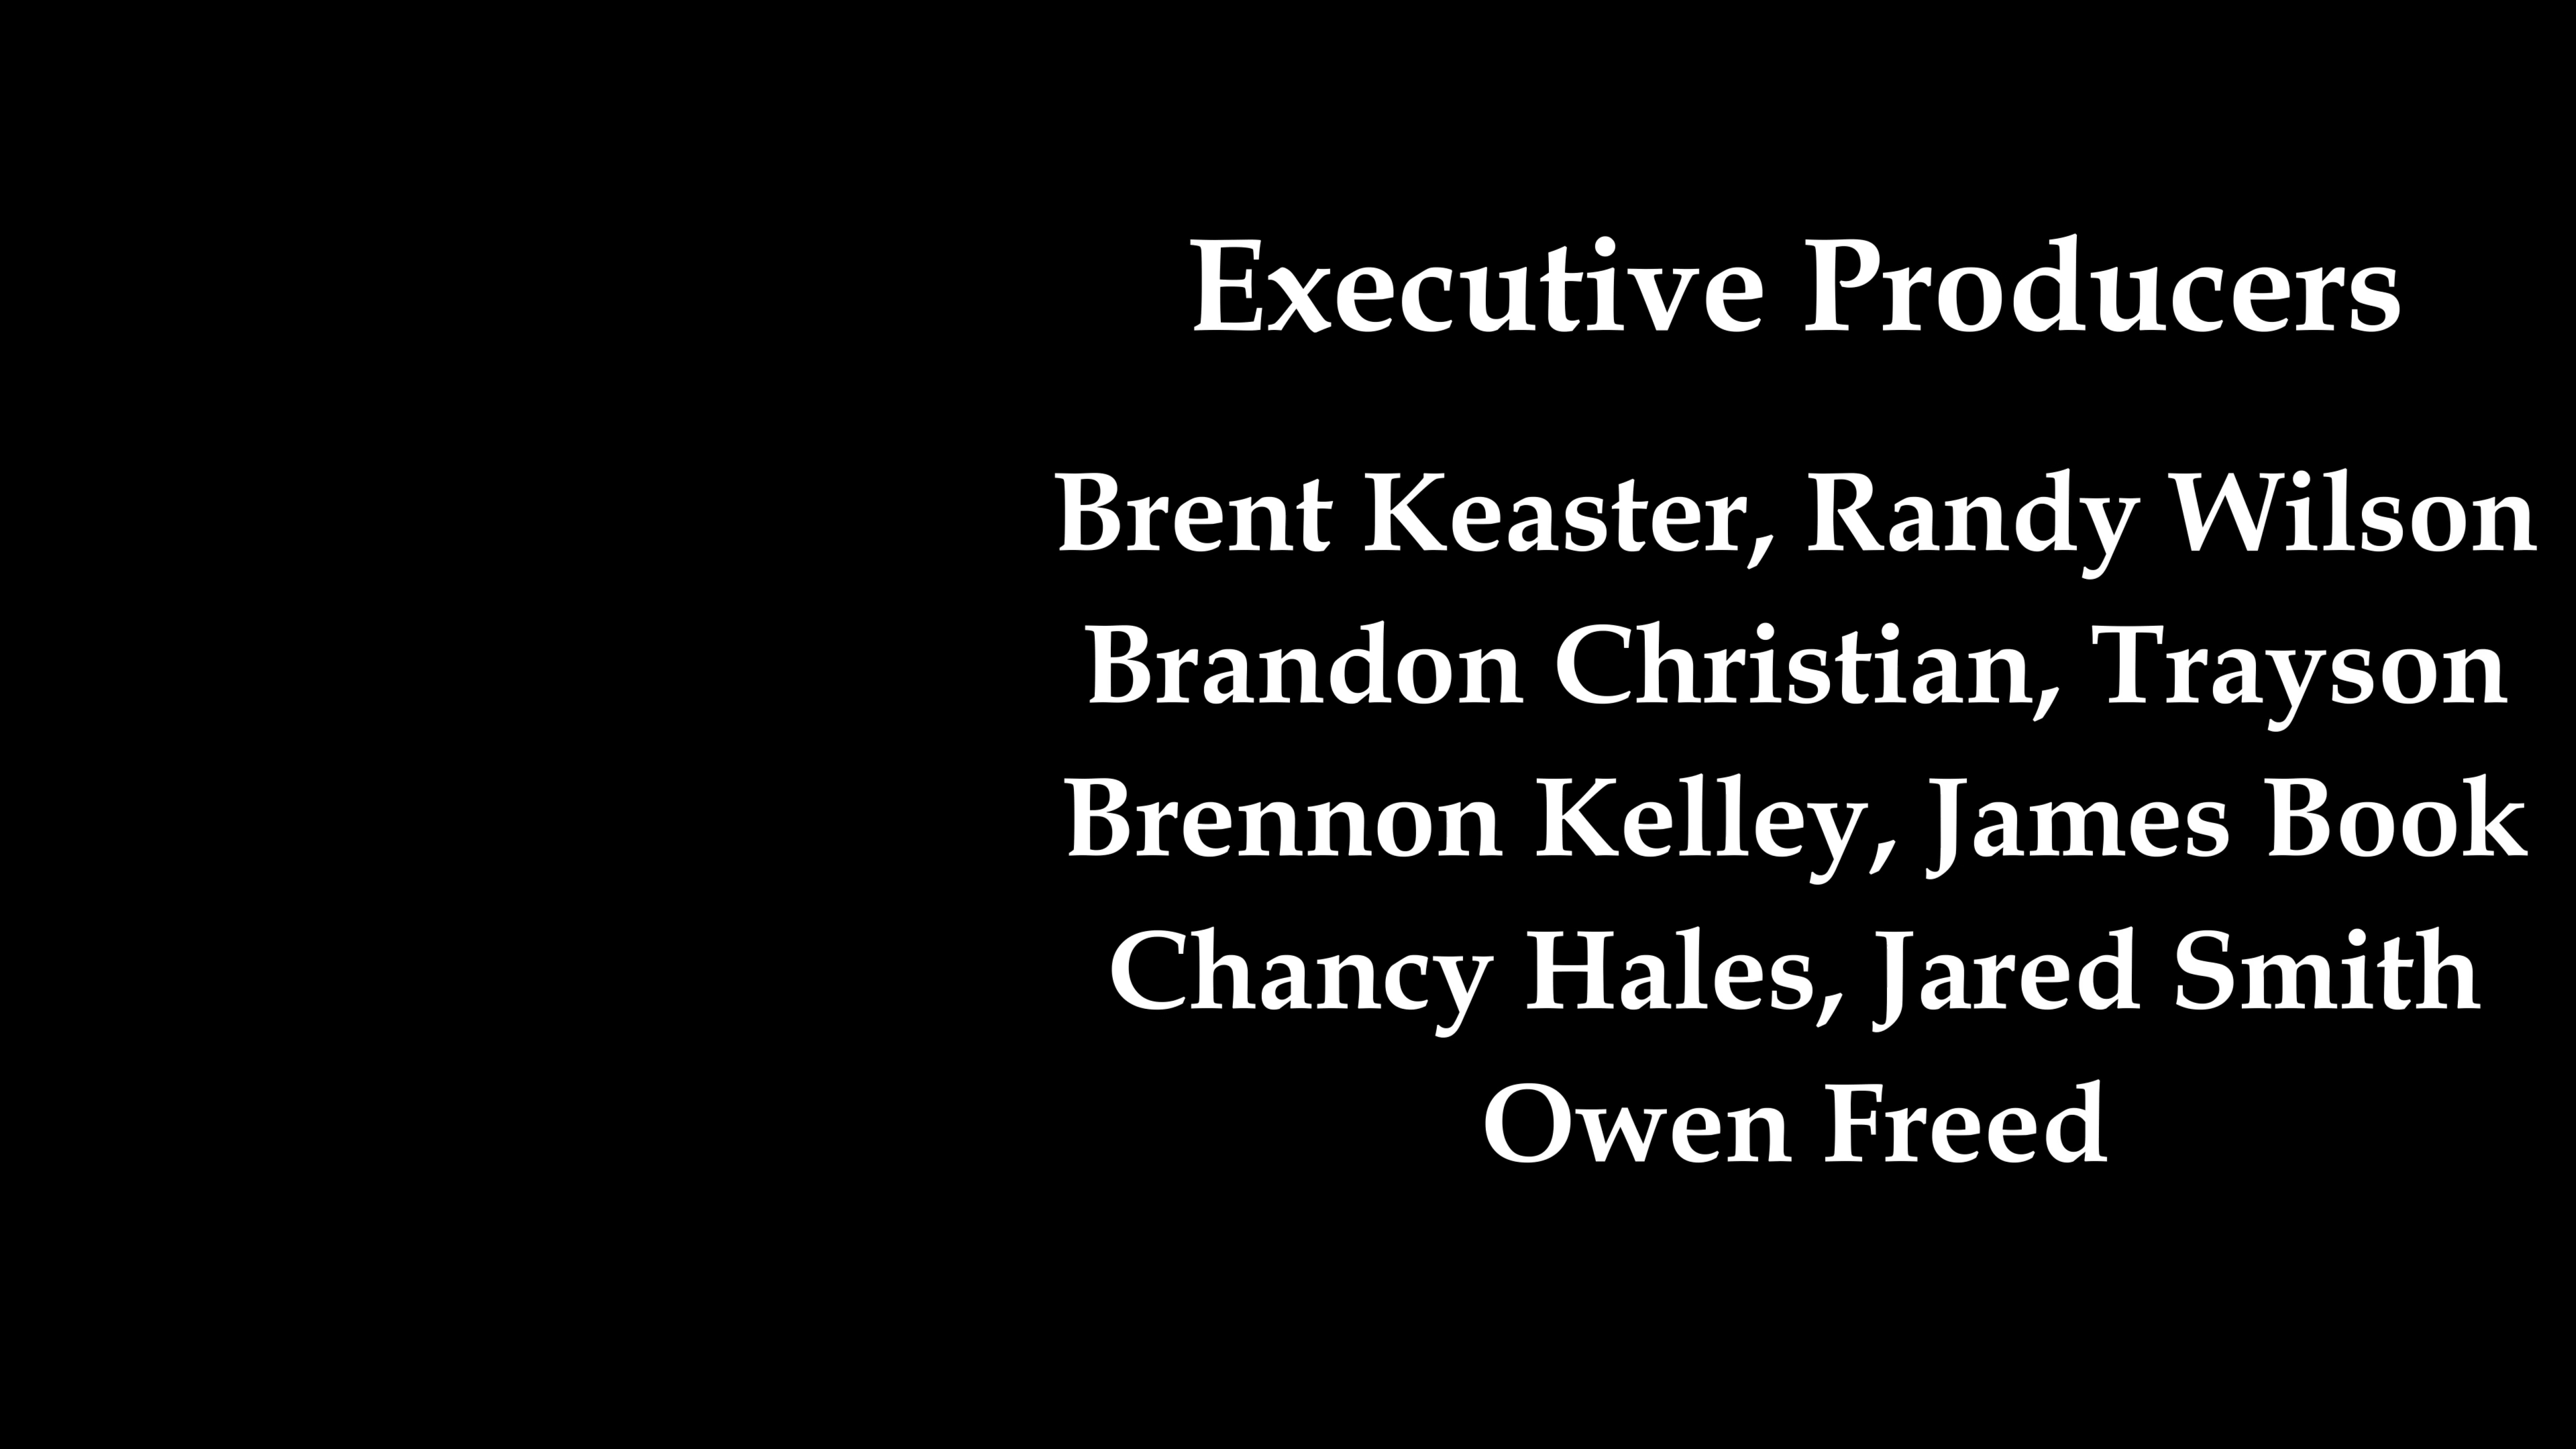 Executive Producers
Brent Keaster, Randy Wilson
Brandon Christian, Trayson
Brennon Kelley, James Book
Chancy Hales, Jared Smith
Owen Freed